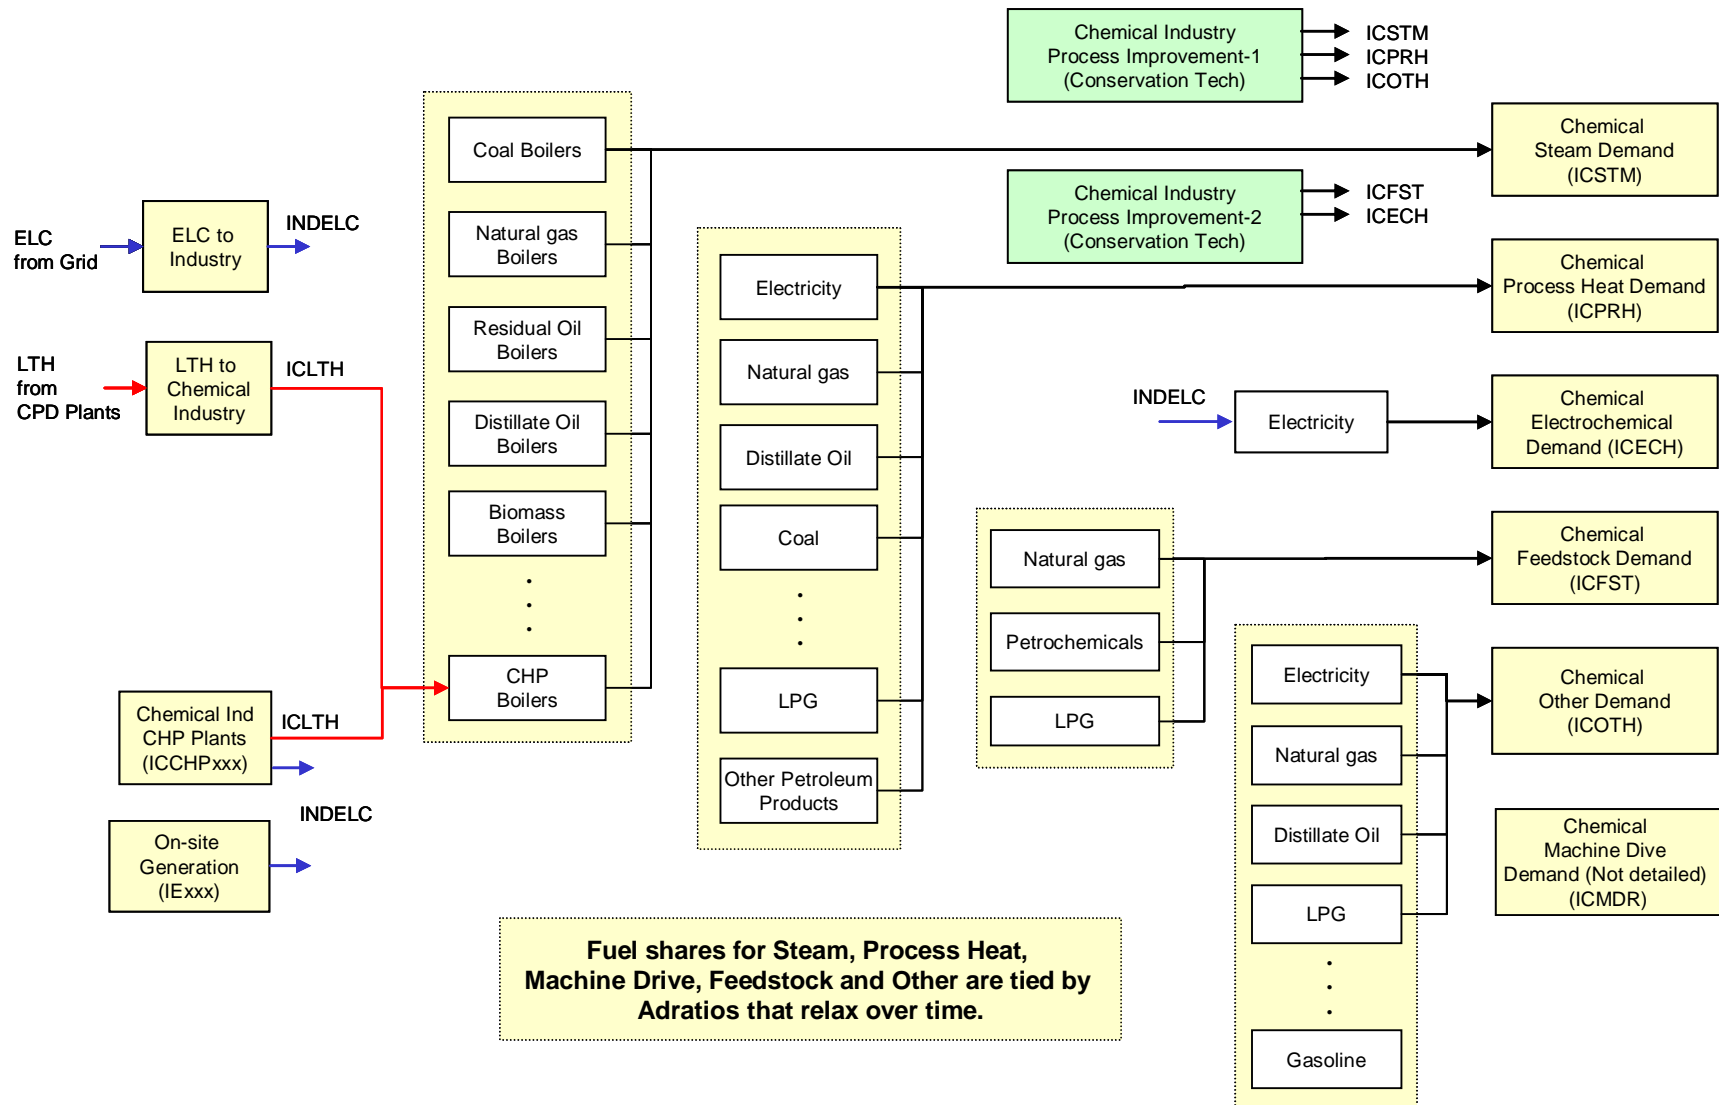 Chemical Industry
Process Improvement-1
(Conservation Tech)
ICSTM
ICPRH
ICOTH
Coal Boilers
Chemical
Steam Demand
(ICSTM)
Chemical Industry
Process Improvement-2
(Conservation Tech)
ICFST
ICECH
ELC
from Grid
ELC to
Industry
INDELC
Natural gas
Boilers
Electricity
Chemical
Process Heat Demand
(ICPRH)
LTH
from
CPD Plants
LTH to
Chemical
Industry
ICLTH
Residual Oil
Boilers
Natural gas
INDELC
Electricity
Chemical
Electrochemical
Demand (ICECH)
Distillate Oil
Boilers
Distillate Oil
Biomass
Boilers
Coal
Natural gas
Chemical
Feedstock Demand
(ICFST)
Petrochemicals
LPG
CHP
Boilers
LPG
Other Petroleum
Products
Electricity
Chemical
Other Demand
(ICOTH)
Natural gas
Distillate Oil
LPG
Gasoline
Chemical Ind
CHP Plants
(ICCHPxxx)
ICLTH
INDELC
On-site
Generation
(IExxx)
Chemical
Machine Dive
Demand (Not detailed)
(ICMDR)
Fuel shares for Steam, Process Heat,
Machine Drive, Feedstock and Other are tied by
Adratios that relax over time.